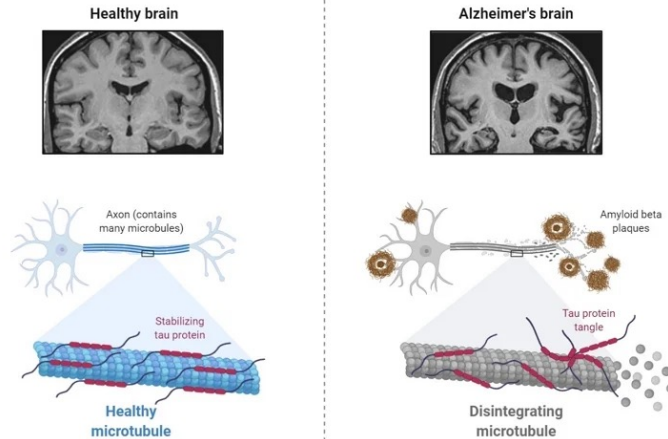 Healthy brain
Axon (contains
many microbules)
Stabilizing
tau protein
Healthy
microtubule
Alzheimer's brain
Amyloid beta
plaques
Tau protein
tangle
Disintegrating
microtubule